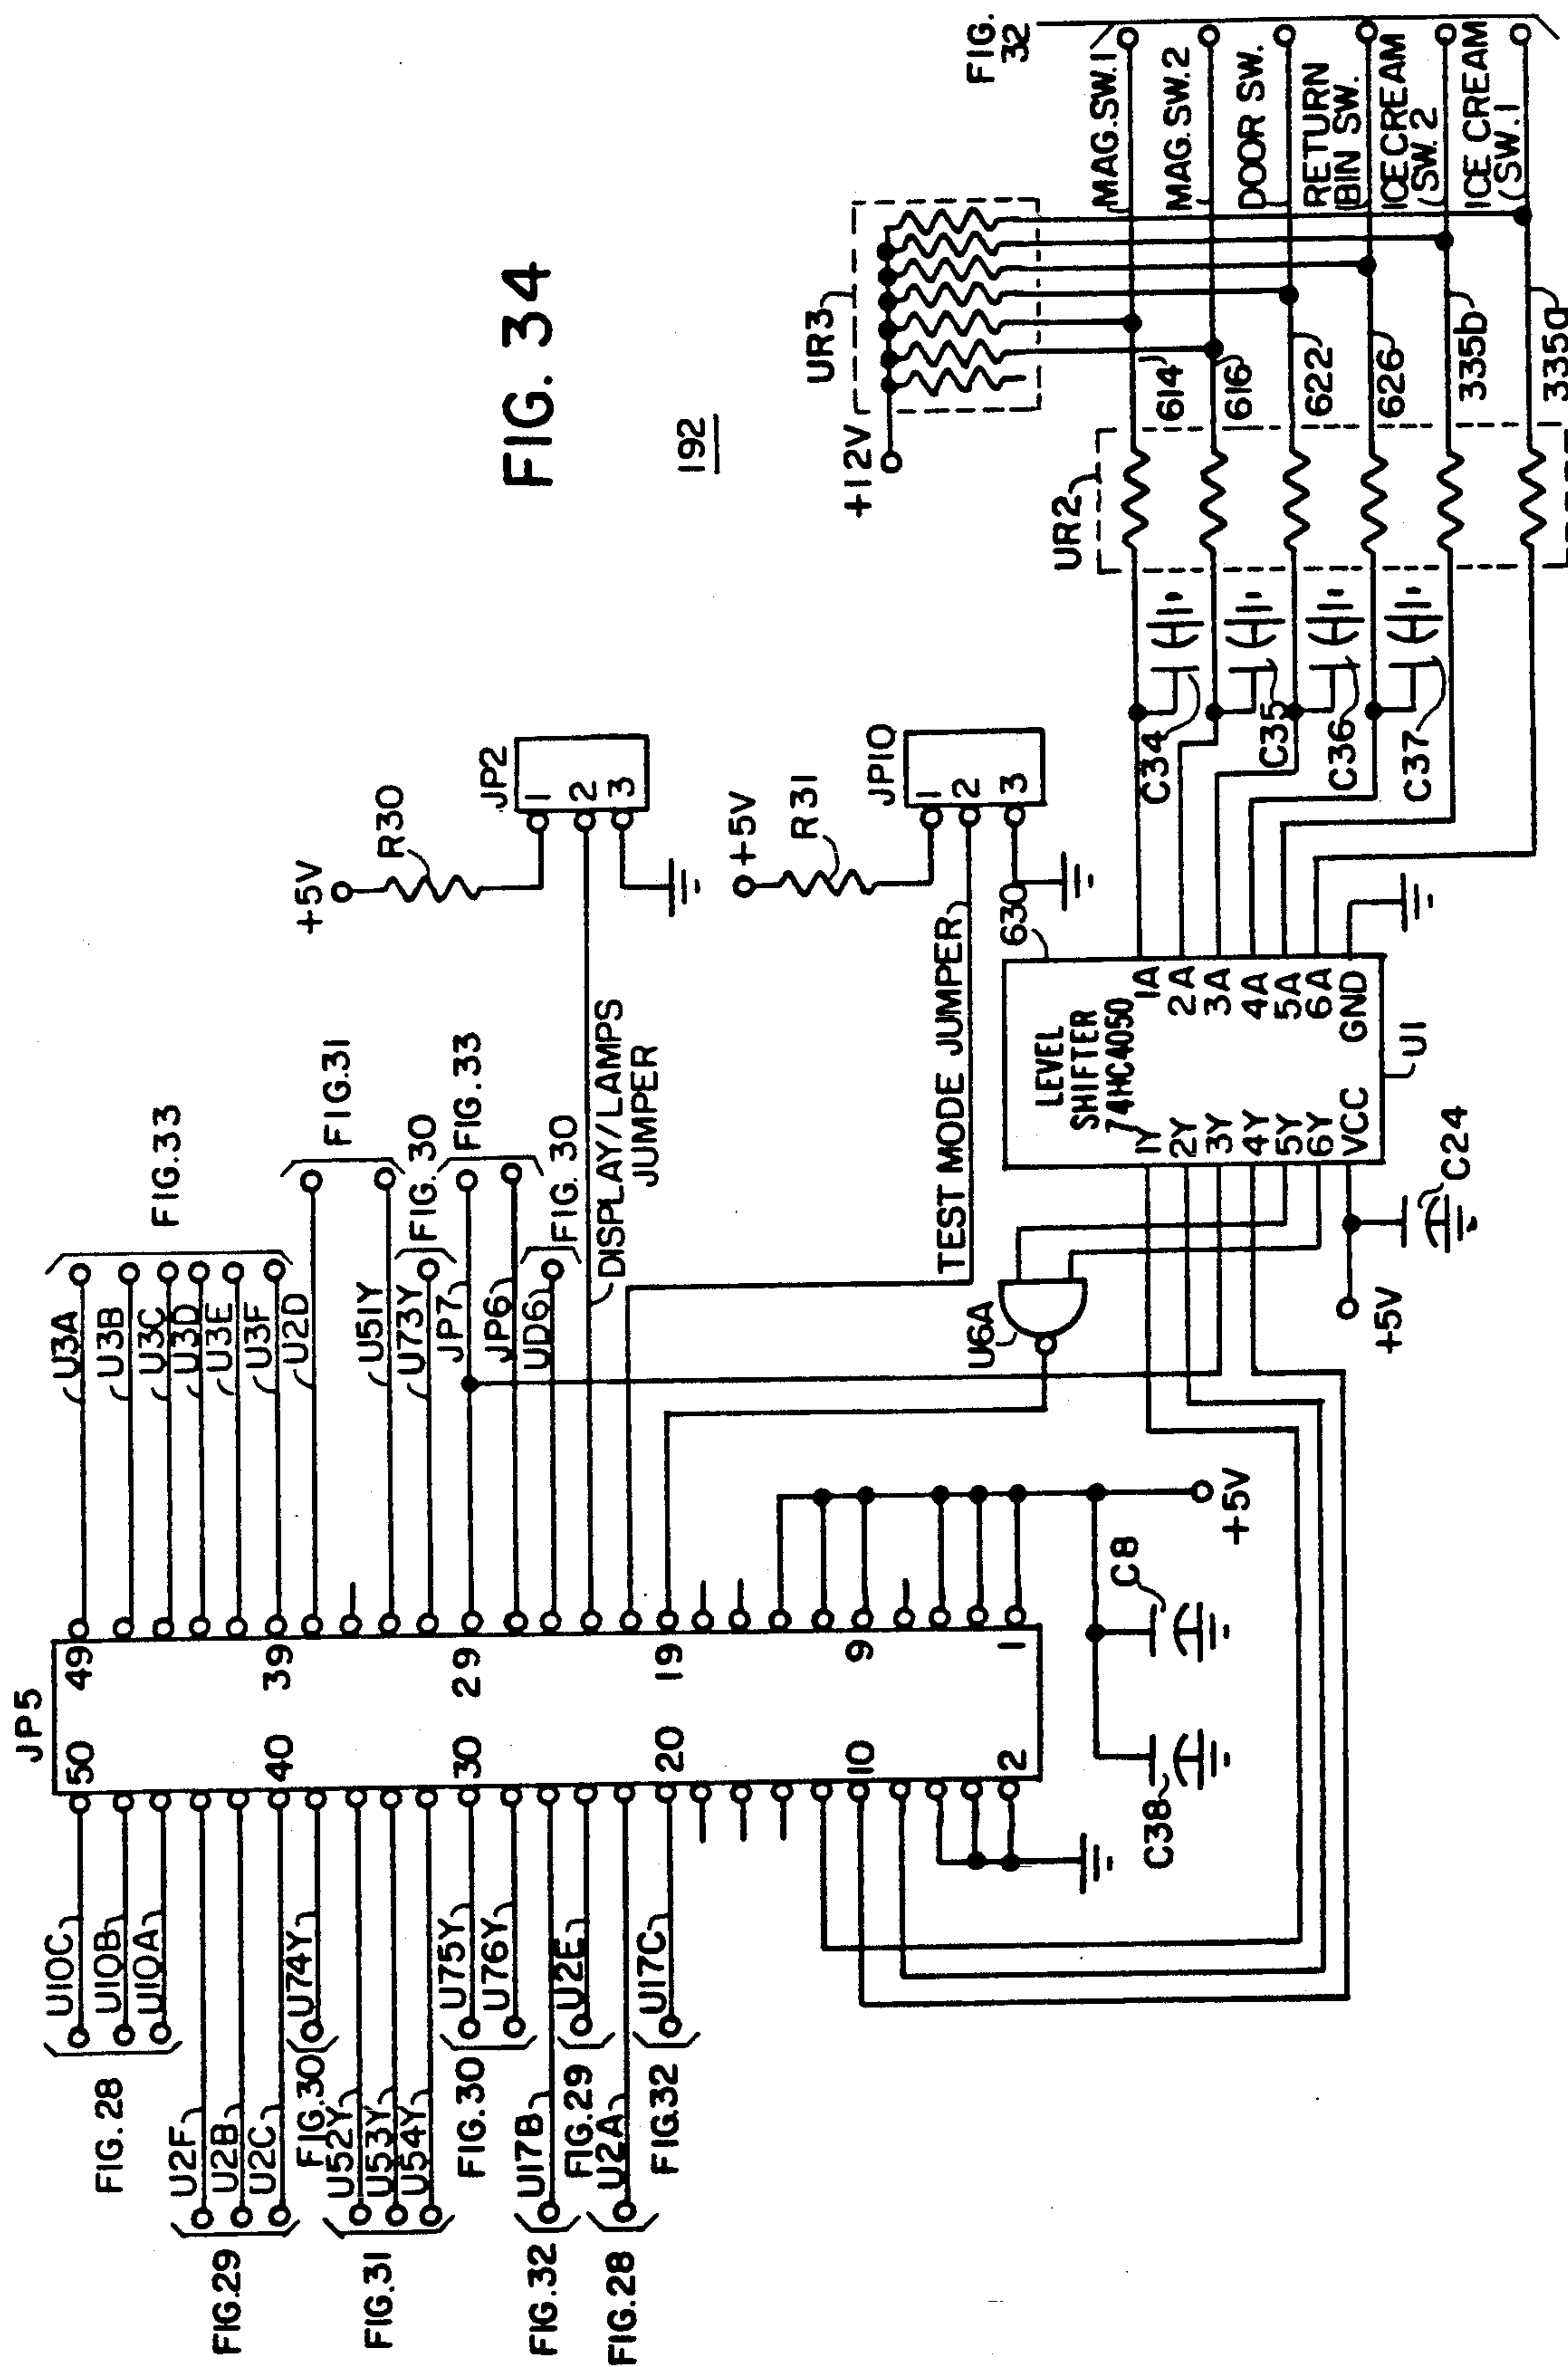 FIG. 34
192
JP5
50
49
40
39
30
29
20
19
10
9
2
1
U10C
U10B
U10A
FIG. 28
U2F
U2B
U2C
FIG.29
U74Y
FIG.30
U52Y
U53Y
U54Y
FIG.31
U75Y
U76Y
FIG.30
U17B
FIG.32
U2E
FIG.29
U2A
FIG.28
U17C
FIG.32
U3A
U3B
U3C
U3D
U3E
U3F
FIG.33
U2D
U51Y
FIG.31
U73Y
FIG. 30
JP7
JP6
FIG.33
UD6
FIG. 30
DISPLAY/LAMPS
JUMPER
TEST MODE JUMPER
+5V
R30
JP2
1
2
3
+5V
R31
JP10
1
2
3
C38
C8
+5V
U6A
630
LEVEL
SHIFTER
74HC4050
1Y
2Y
3Y
4Y
5Y
6Y
VCC
1A
2A
3A
4A
5A
6A
GND
U1
C24
+5V
C34
C35
C36
C37
UR2
614
616
622
626
335b
335a
+12V
UR3
MAG.SW.1
MAG. SW.2
DOOR SW.
RETURN
BIN SW.
ICE CREAM
SW. 2
ICE CREAM
SW. 1
FIG.
32